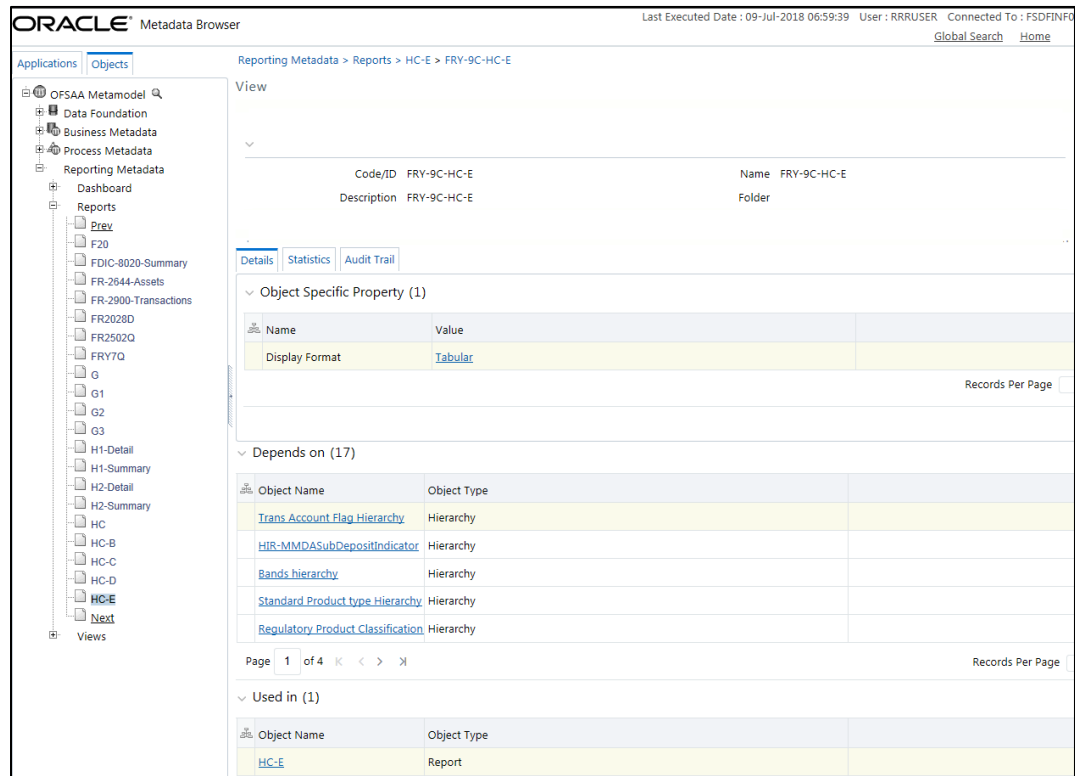 ORACLE® Metadata Browser
Last Executed Date : 09-Jul-2018 06:59:39 User : RRRUSER Connected To : FSDFINF0
Global Search Home
Applications Objects
OFSAA Metamodel
Data Foundation
Business Metadata
Process Metadata
Reporting Metadata
Dashboard
Reports
Prev
F20
FDIC-8020-Summary
FR-2644-Assets
FR-2900-Transactions
FR2028D
FR2502Q
FRY7Q
G
G1
G2
G3
H1-Detail
H1-Summary
H2-Detail
H2-Summary
HC
HC-B
HC-C
HC-D
HC-E
Next
Views
Reporting Metadata > Reports > HC-E > FRY-9C-HC-E
View
Code/ID FRY-9C-HC-E Name FRY-9C-HC-E
Description FRY-9C-HC-E Folder
Details Statistics Audit Trail
Object Specific Property (1)
Name Value
Display Format Tabular
Records Per Page
Depends on (17)
Object Name Object Type
Trans Account Flag Hierarchy Hierarchy
HIR-MMDASubDepositIndicator Hierarchy
Bands hierarchy Hierarchy
Standard Product type Hierarchy Hierarchy
Regulatory Product Classification Hierarchy
Page 1 of 4 Records Per Page
Used in (1)
Object Name Object Type
HC-E Report